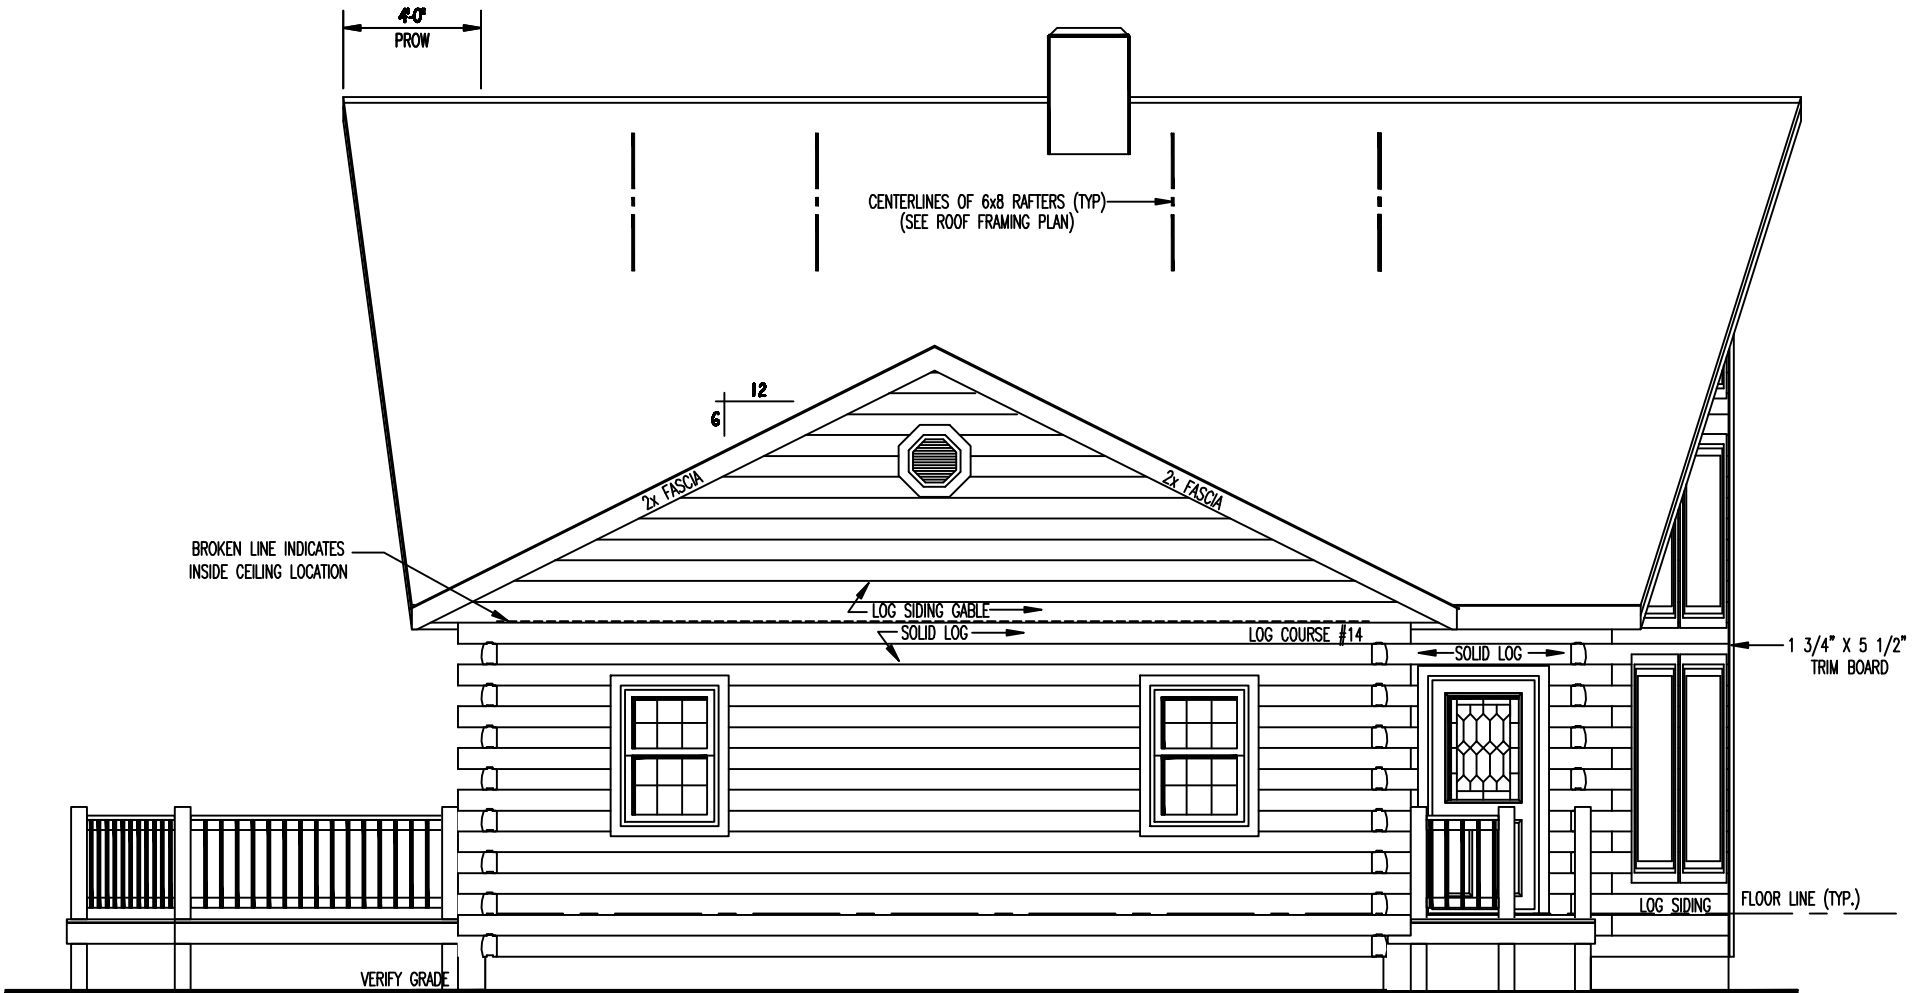 4'-0"
PROW
CENTERLINES OF 6x8 RAFTERS (TYP)
(SEE ROOF FRAMING PLAN)
12
6
2x FASCIA
2x FASCIA
BROKEN LINE INDICATES
INSIDE CEILING LOCATION
LOG SIDING GABLE
SOLID LOG
LOG COURSE #14
SOLID LOG
1 3/4" X 5 1/2"
TRIM BOARD
LOG SIDING
FLOOR LINE (TYP.)
VERIFY GRADE